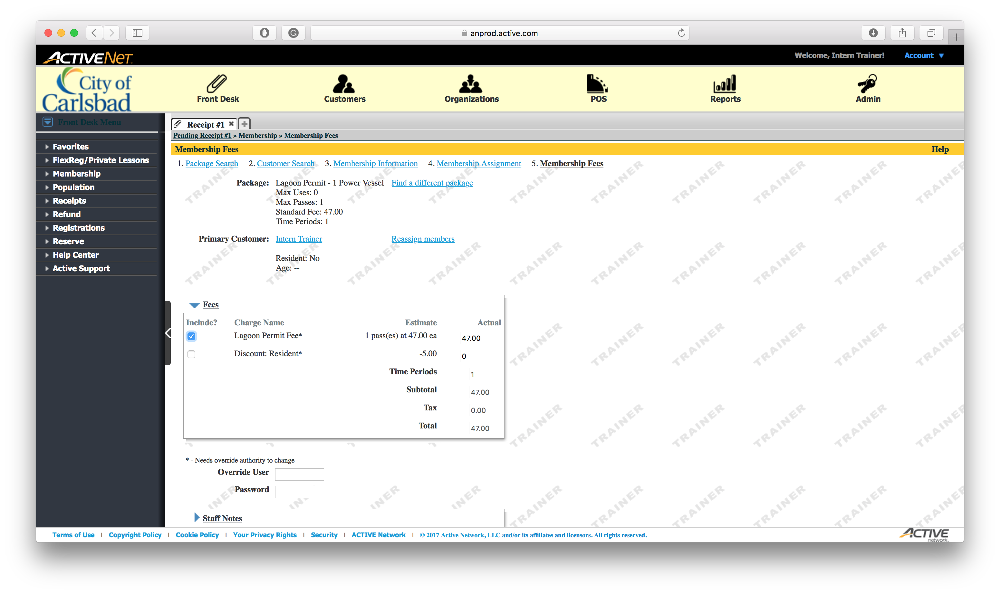 anprod.active.com
ACTIVENet™
Welcome, Intern Trainer!
Account
City of
Carlsbad
Front Desk
Customers
Organizations
POS
Reports
Admin
Front Desk Menu
Favorites
FlexReg/Private Lessons
Membership
Population
Receipts
Refund
Registrations
Reserve
Help Center
Active Support
Receipt #1
Pending Receipt #1 » Membership » Membership Fees
Membership Fees
Help
1. Package Search 2. Customer Search 3. Membership Information 4. Membership Assignment 5. Membership Fees
Package: Lagoon Permit - 1 Power Vessel Find a different package
Max Uses: 0
Max Passes: 1
Standard Fee: 47.00
Time Periods: 1
Primary Customer: Intern Trainer Reassign members
Resident: No
Age: --
Fees
Include? Charge Name Estimate Actual
Lagoon Permit Fee* 1 pass(es) at 47.00 ea 47.00
Discount: Resident* -5.00 0
Time Periods 1
Subtotal 47.00
Tax 0.00
Total 47.00
* - Needs override authority to change
Override User
Password
Staff Notes
TRAINER
Terms of Use | Copyright Policy | Cookie Policy | Your Privacy Rights | Security | ACTIVE Network | © 2017 Active Network, LLC and/or its affiliates and licensors. All rights reserved.
ACTIVE
network.